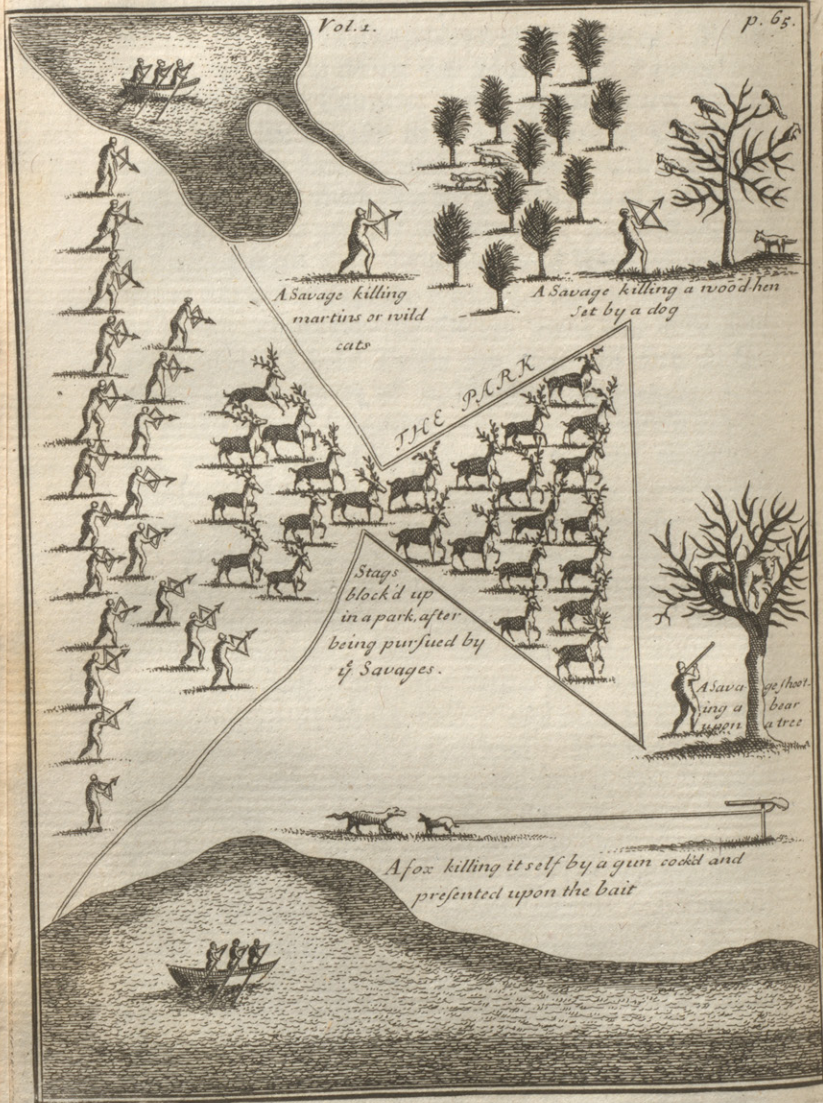 Vol. 1.
p. 65.
A Savage killing
martins or wild
cats
A Savage killing a wood-hen
set by a dog
THE PARK
Stags
block'd up
in a park, after
being pursued by
yͤ Savages.
A Savage shoot-
ing a bear
upon a tree
A fox killing it self by a gun cock'd and
presented upon the bait